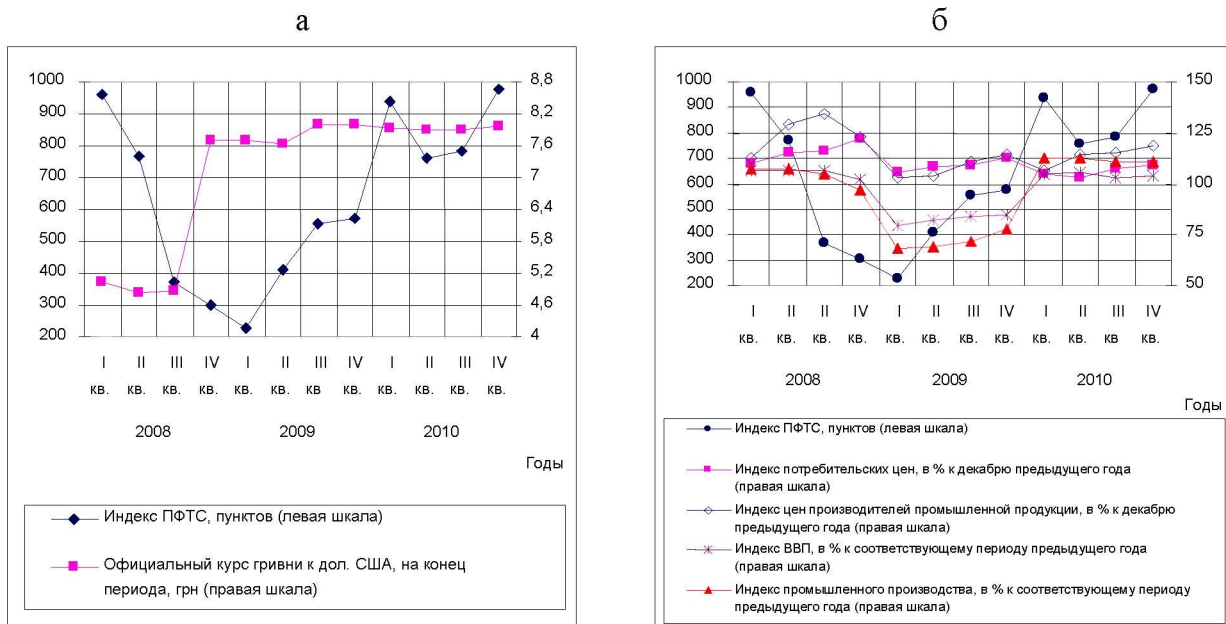 а
1000
900
800
700
600
500
400
300
200
8,8
8,2
7,6
7
6,4
5,8
5,2
4,6
4
I II III IV I II III IV I II III IV
кв. кв. кв. кв. кв. кв. кв кв. кв. кв. кв. кв.
2008 2009 2010
Годы
Индекс ПФТС, пунктов (левая шкала)
Официальный курс гривни к дол. США, на конец
периода, грн (правая шкала)
б
1000
900
800
700
600
500
400
300
200
150
125
100
75
50
I II II IV I II III IV I II III IV
кв. кв. кв. кв. кв. кв. кв. кв. кв. кв. кв кв.
2008 2009 2010
Годы
Индекс ПФТС, пунктов (левая шкала)
Индекс потребительских цен, в % к декабрю предыдущего года
(правая шкала)
Индекс цен производителей промышленной продукции, в % к декабрю
предыдущего года (правая шкала)
Индекс ВВП, в % к соответствующему периоду предыдущего года
(правая шкала)
Индекс промышленного производства, в % к соответствующему периоду
предыдущего года (правая шкала)